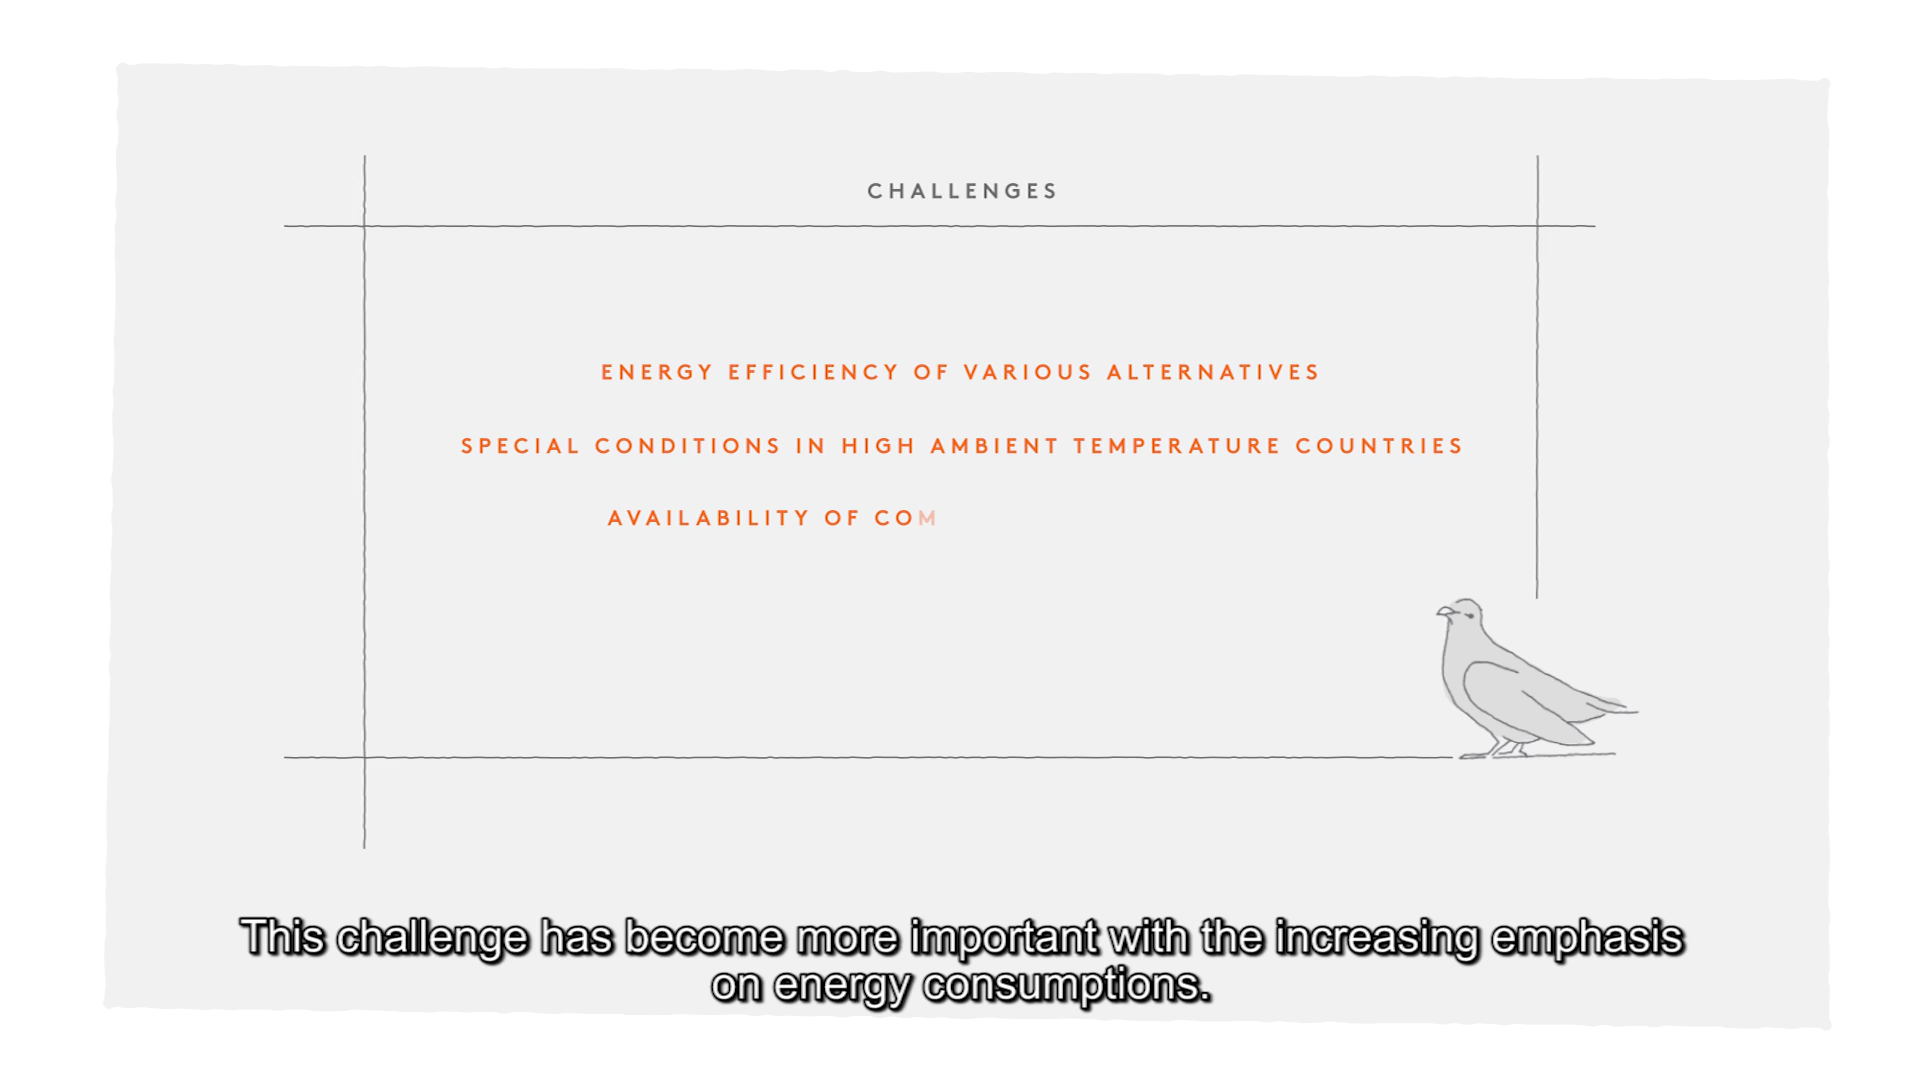 CHALLENGES
ENERGY EFFICIENCY OF VARIOUS ALTERNATIVES
SPECIAL CONDITIONS IN HIGH AMBIENT TEMPERATURE COUNTRIES
AVAILABILITY OF COM
This challenge has become more important with the increasing emphasis
on energy consumptions.